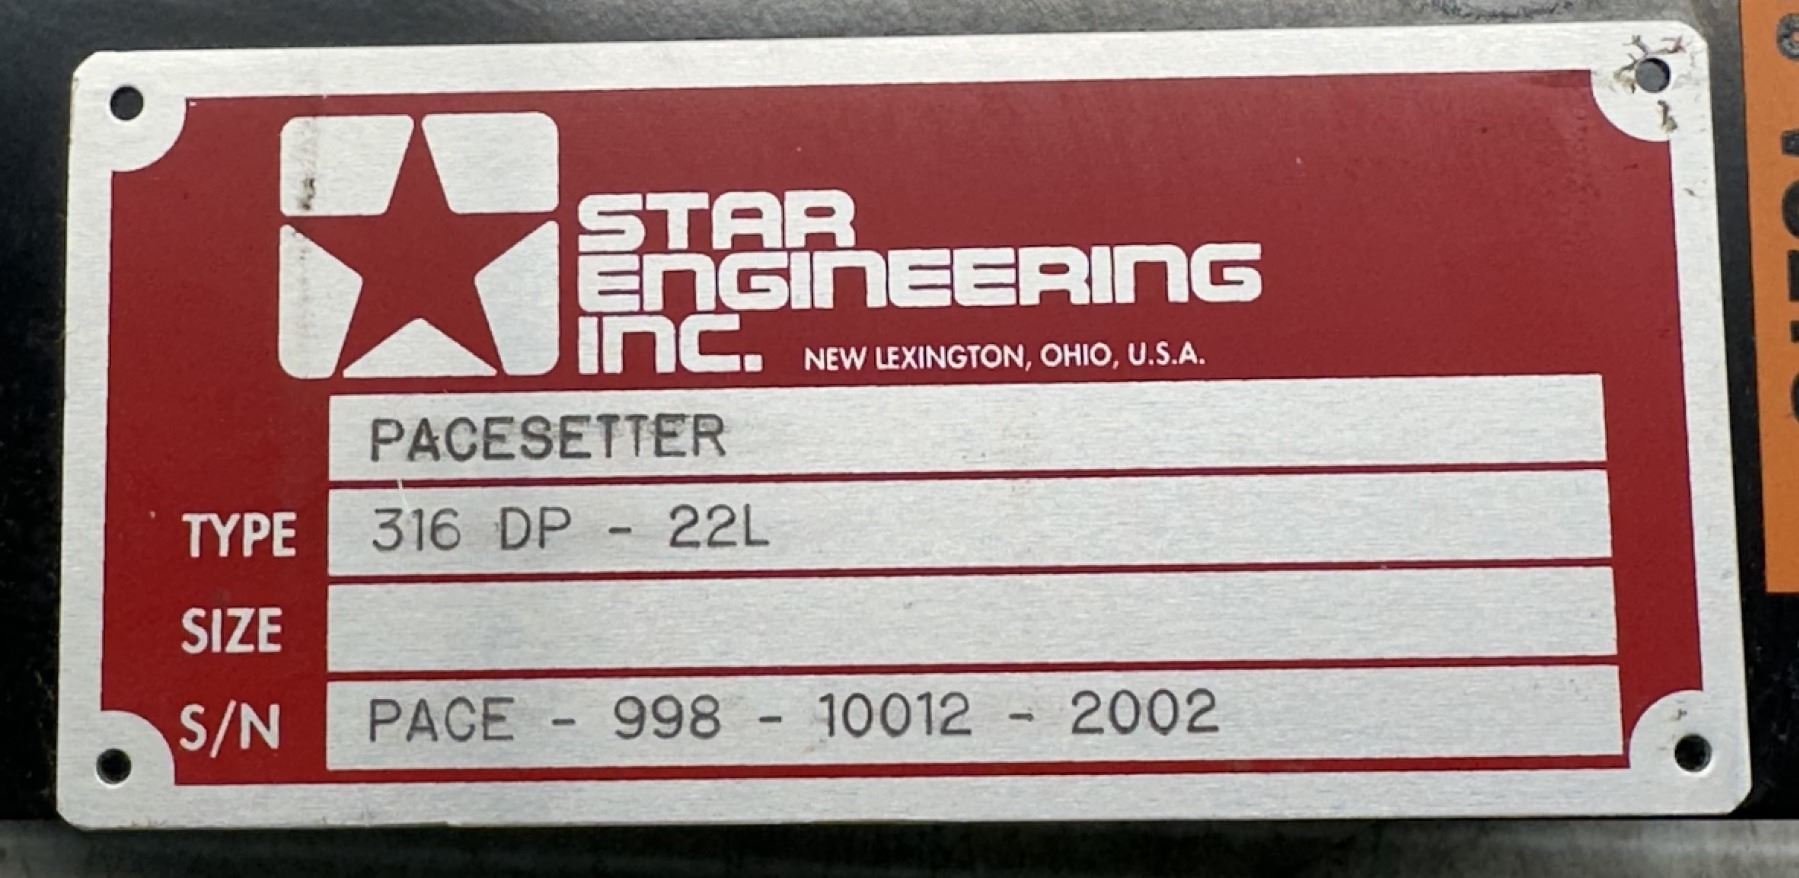 STAR
ENGINEERING
INC. NEW LEXINGTON, OHIO, U.S.A.
PACESETTER
TYPE 316 DP - 22L
SIZE
S/N PACE - 998 - 10012 - 2002